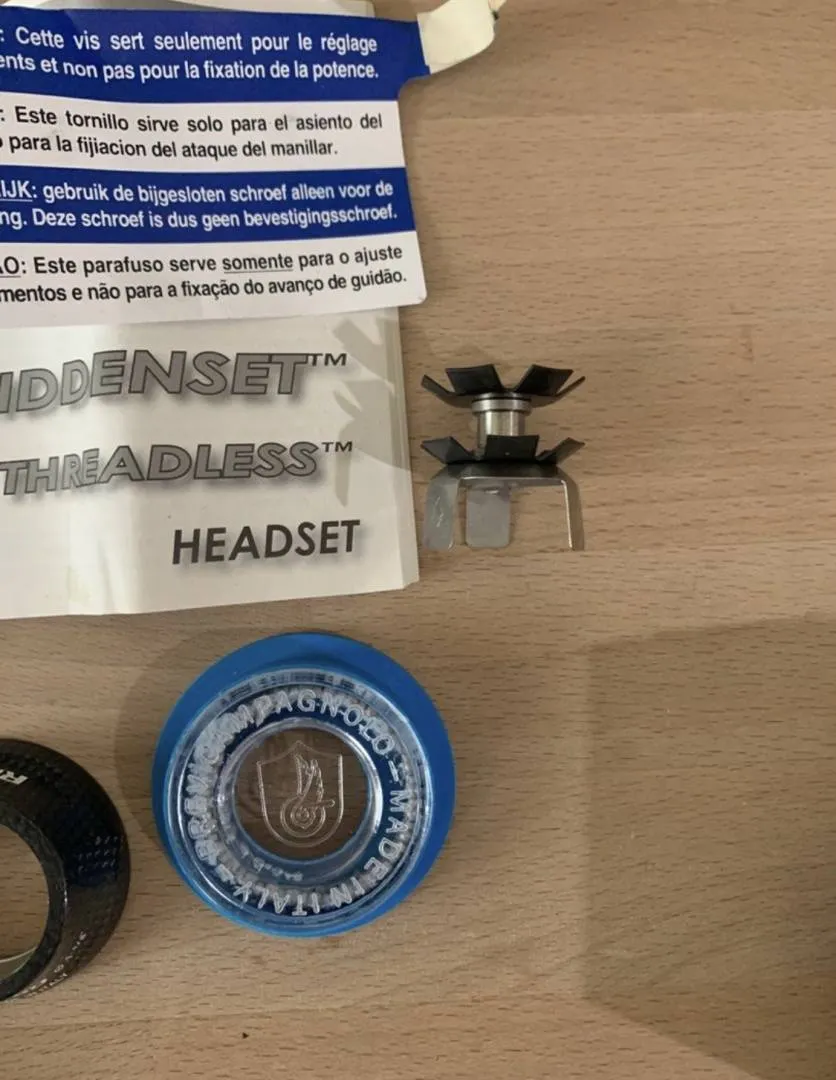 : Cette vis sert seulement pour le réglage
ents et non pas pour la fixation de la potence.
: Este tornillo sirve solo para el asiento del
para la fijiacion del ataque del manillar.
IJK: gebruik de bijgesloten schroef alleen voor de
ng. Deze schroef is dus geen bevestigingsschroef.
AO: Este parafuso serve somente para o ajuste
mentos e não para a fixação do avanço de guidão.
IDDENSET™
THREADLESS™
HEADSET
CAMPAGNOLO – MADE IN ITALY –